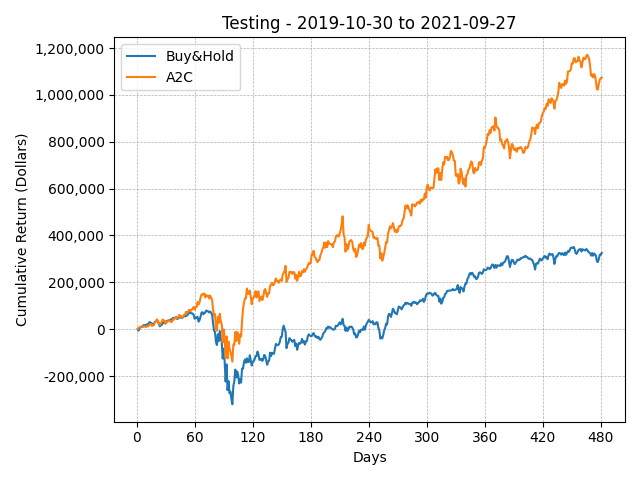 Testing - 2019-10-30 to 2021-09-27
Buy&Hold
A2C
1,200,000
1,000,000
800,000
600,000
400,000
200,000
0
-200,000
Cumulative Return (Dollars)
0 60 120 180 240 300 360 420 480
Days